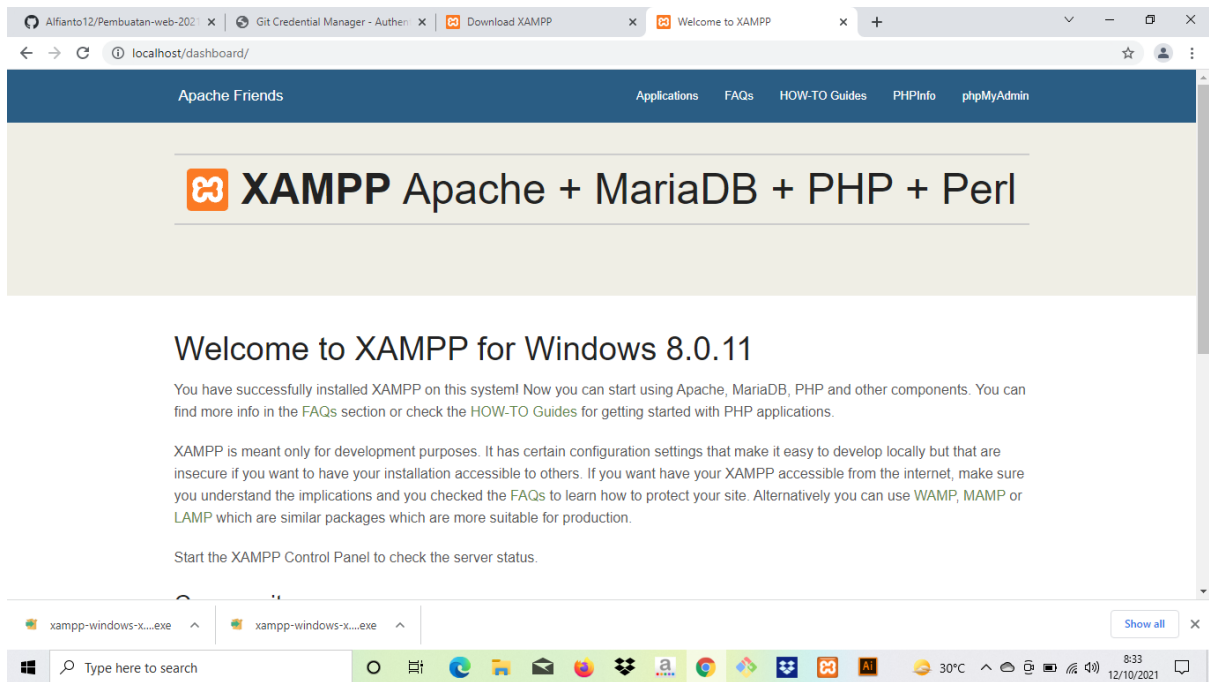 Alfianto12/Pembuatan-web-2021
Git Credential Manager - Authent
Download XAMPP
Welcome to XAMPP
localhost/dashboard/
Apache Friends
Applications
FAQs
HOW-TO Guides
PHPInfo
phpMyAdmin
XAMPP Apache + MariaDB + PHP + Perl
Welcome to XAMPP for Windows 8.0.11
You have successfully installed XAMPP on this system! Now you can start using Apache, MariaDB, PHP and other components. You can
find more info in the FAQs section or check the HOW-TO Guides for getting started with PHP applications.
XAMPP is meant only for development purposes. It has certain configuration settings that make it easy to develop locally but that are
insecure if you want to have your installation accessible to others. If you want have your XAMPP accessible from the internet, make sure
you understand the implications and you checked the FAQs to learn how to protect your site. Alternatively you can use WAMP, MAMP or
LAMP which are similar packages which are more suitable for production.
Start the XAMPP Control Panel to check the server status.
xampp-windows-x....exe
xampp-windows-x....exe
Show all
Type here to search
a
Ai
30°C
8:33
12/10/2021